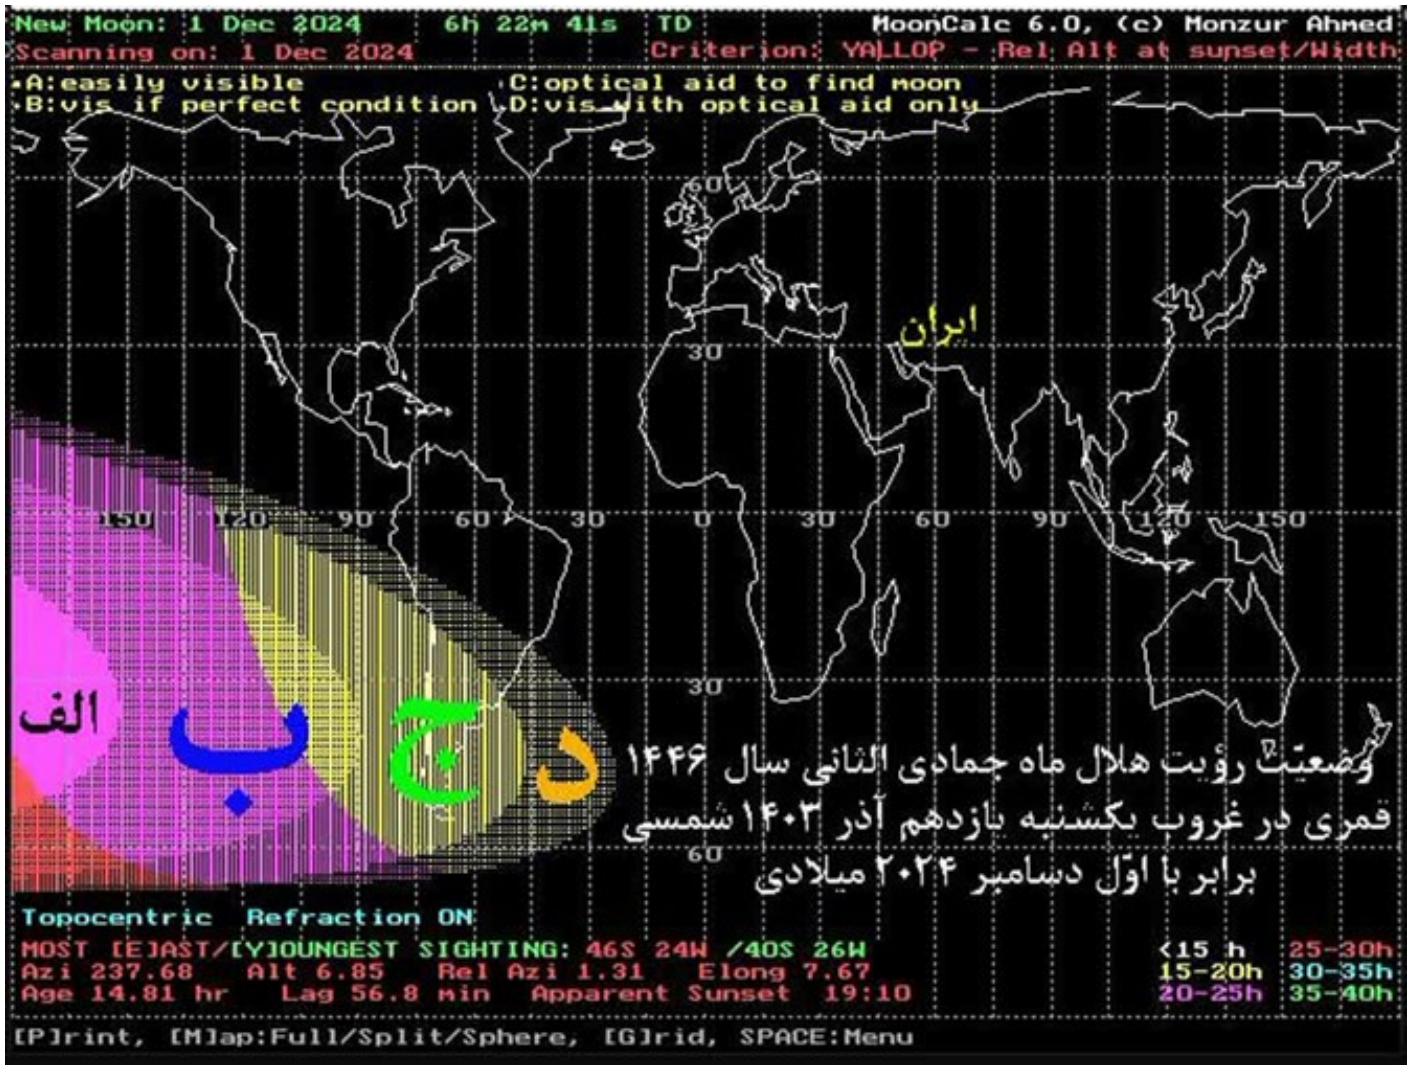 New Moon: 1 Dec 2024 6h 22m 41s TD MoonCalc 6.0, (c) Monzur Ahmed
Scanning on: 1 Dec 2024 Criterion: YALLOP - Rel Alt at sunset/Width
A:easily visible C:optical aid to find moon
B:vis if perfect condition D:vis with optical aid only
60
ایران
30
150 120 90 60 30 0 30 60 90 120 150
30
الف ب ج د
وضعیّت رؤیت هلال ماه جمادی الثانی سال ۱۴۴۶
قمری در غروب یکشنبه یازدهم آذر ۱۴۰۳ شمسی
60
برابر با اوّل دسامبر ۲۰۲۴ میلادی
Topocentric Refraction ON
MOST [E]AST/[Y]OUNGEST SIGHTING: 46S 24W /40S 26W <15 h 25-30h
Azi 237.68 Alt 6.85 Rel Azi 1.31 Elong 7.67 15-20h 30-35h
Age 14.81 hr Lag 56.8 min Apparent Sunset 19:10 20-25h 35-40h
[P]rint, [M]ap:Full/Split/Sphere, [G]rid, SPACE:Menu